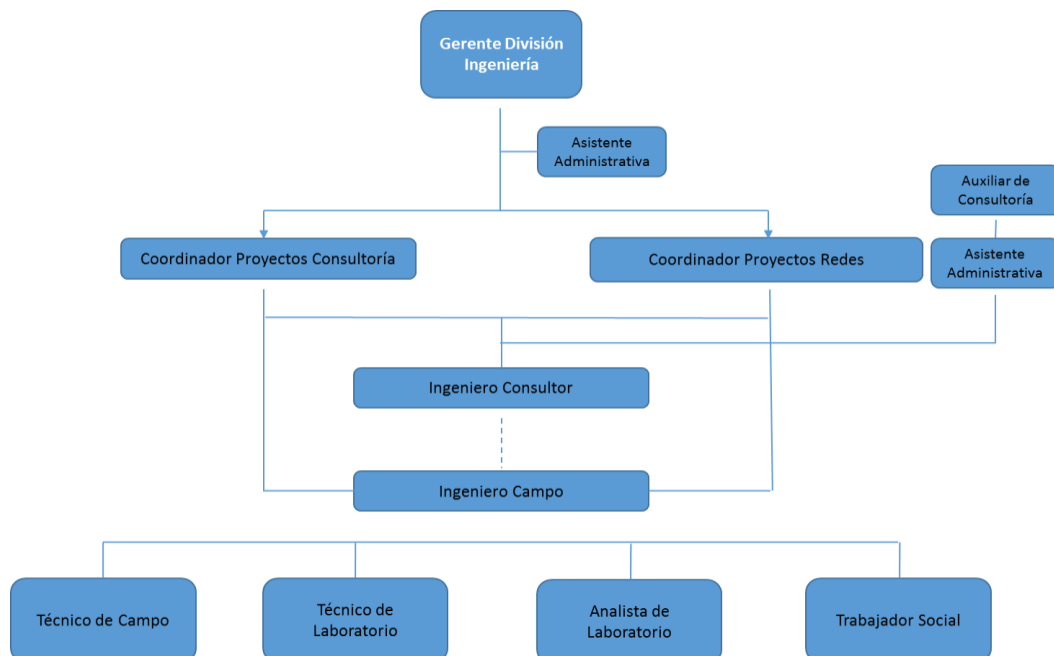 Gerente División
Ingeniería
Asistente
Administrativa
Auxiliar de
Consultoría
Coordinador Proyectos Consultoría
Coordinador Proyectos Redes
Asistente
Administrativa
Ingeniero Consultor
Ingeniero Campo
Técnico de Campo
Técnico de
Laboratorio
Analista de
Laboratorio
Trabajador Social